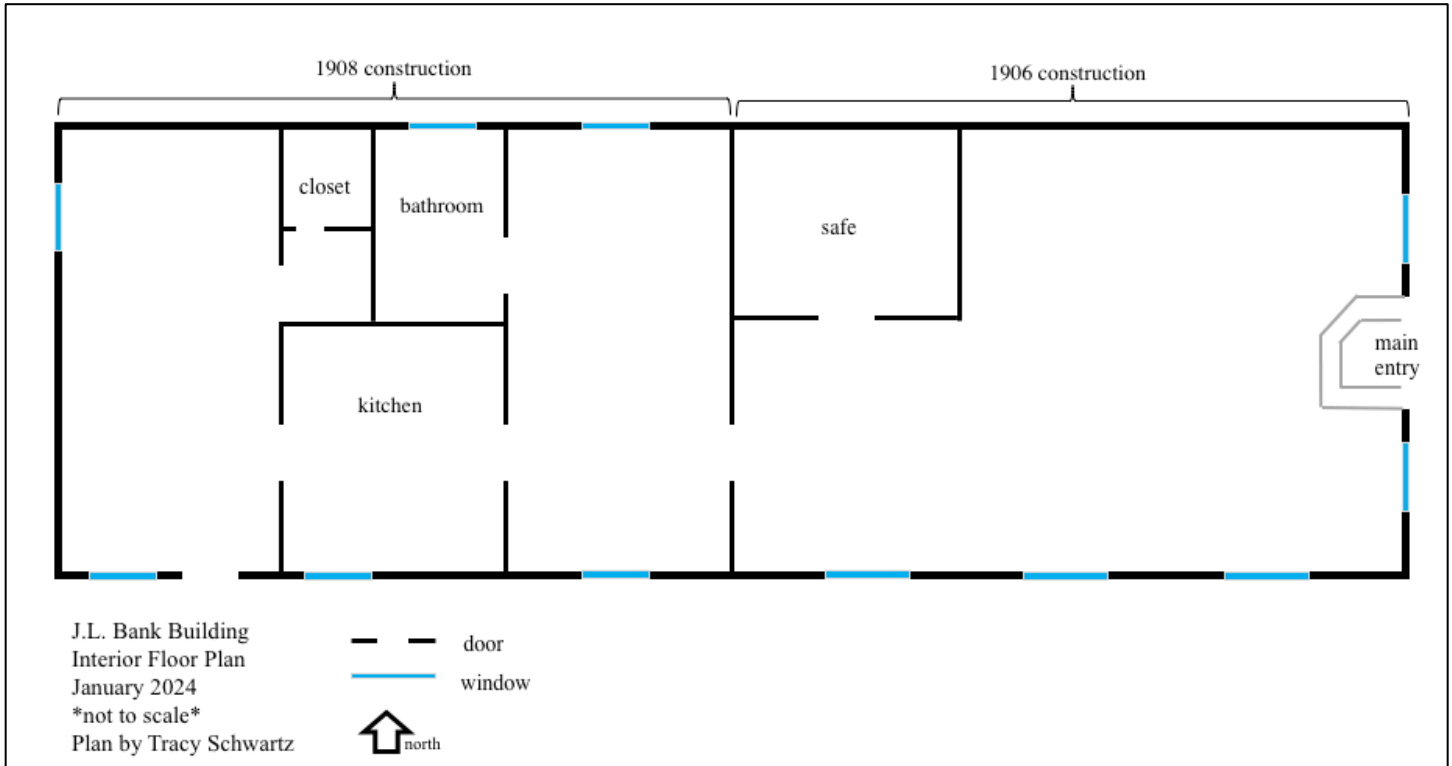 1908 construction
1906 construction
closet
bathroom
safe
main
entry
kitchen
J.L. Bank Building
Interior Floor Plan
January 2024
*not to scale*
Plan by Tracy Schwartz
door
window
north